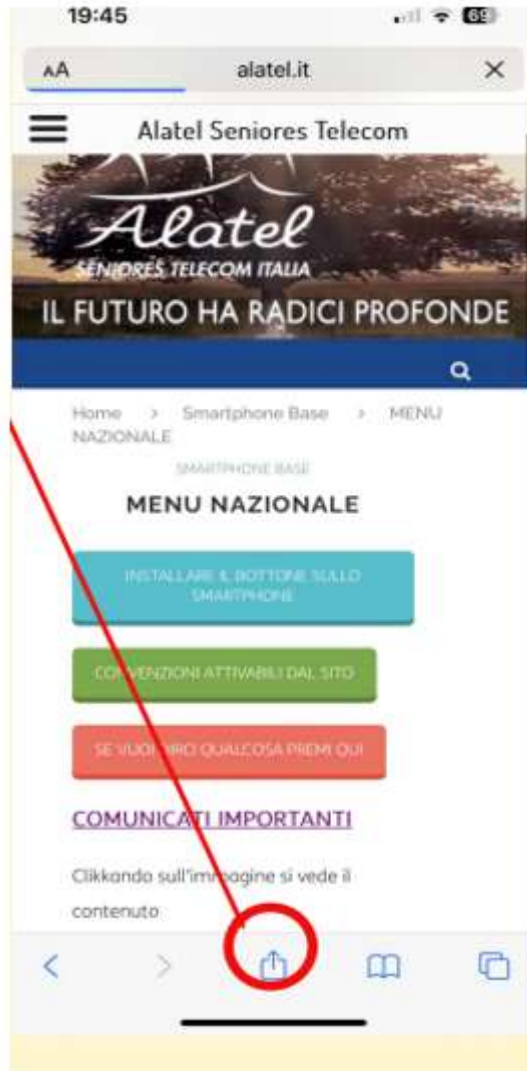 19:45
69
AA alatel.it
Alatel Seniores Telecom
Alatel
SENIORES TELECOM ITALIA
IL FUTURO HA RADICI PROFONDE
Home > Smartphone Base > MENU
NAZIONALE
SMARTPHONE BASE
MENU NAZIONALE
INSTALLARE IL BOTTONE SULLO
SMARTPHONE
CONVENZIONI ATTIVABILI DAL SITO
SE VUOI DIRCI QUALCOSA PREMI QUI
COMUNICATI IMPORTANTI
Clikkando sull'immagine si vede il
contenuto